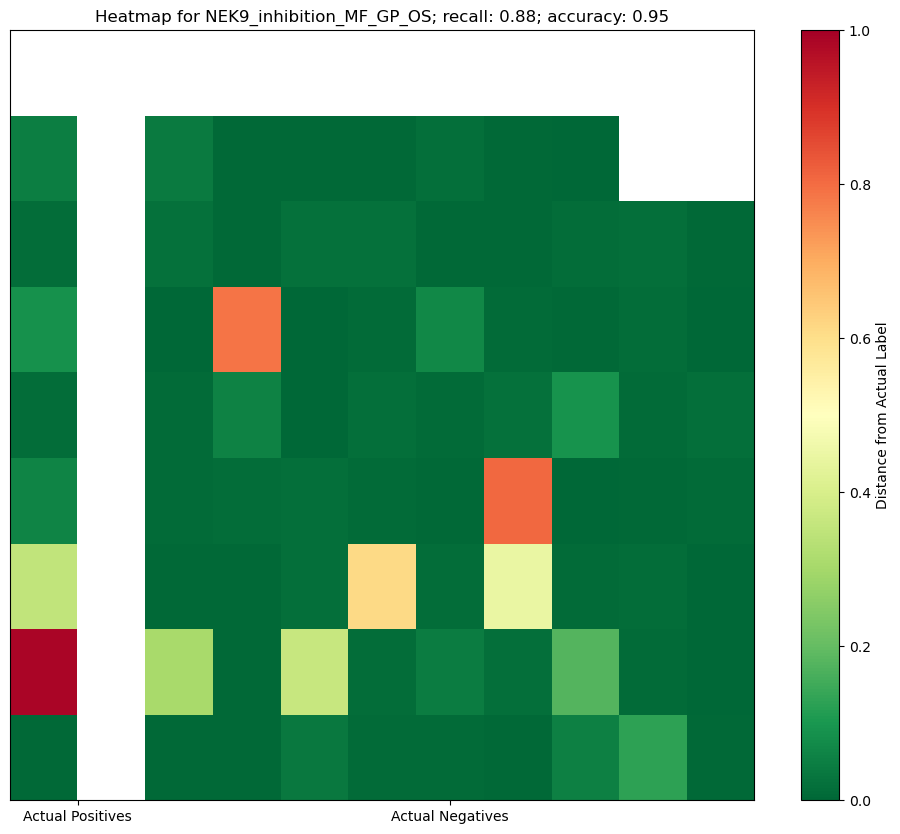 Heatmap for NEK9_inhibition_MF_GP_OS; recall: 0.88; accuracy: 0.95
1.0
0.8
0.6
0.4
0.2
0.0
Distance from Actual Label
Actual Positives
Actual Negatives